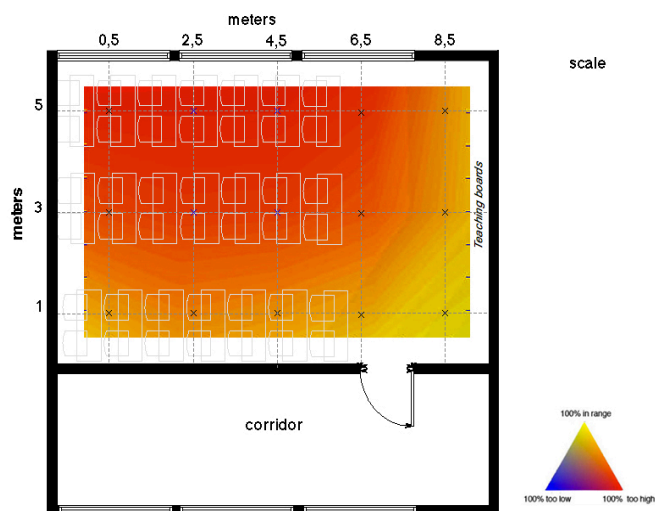 meters
0,5 2,5 4,5 6,5 8,5
scale
5
3
1
meters
Teaching boards
corridor
100% in range
100% too low 100% too high